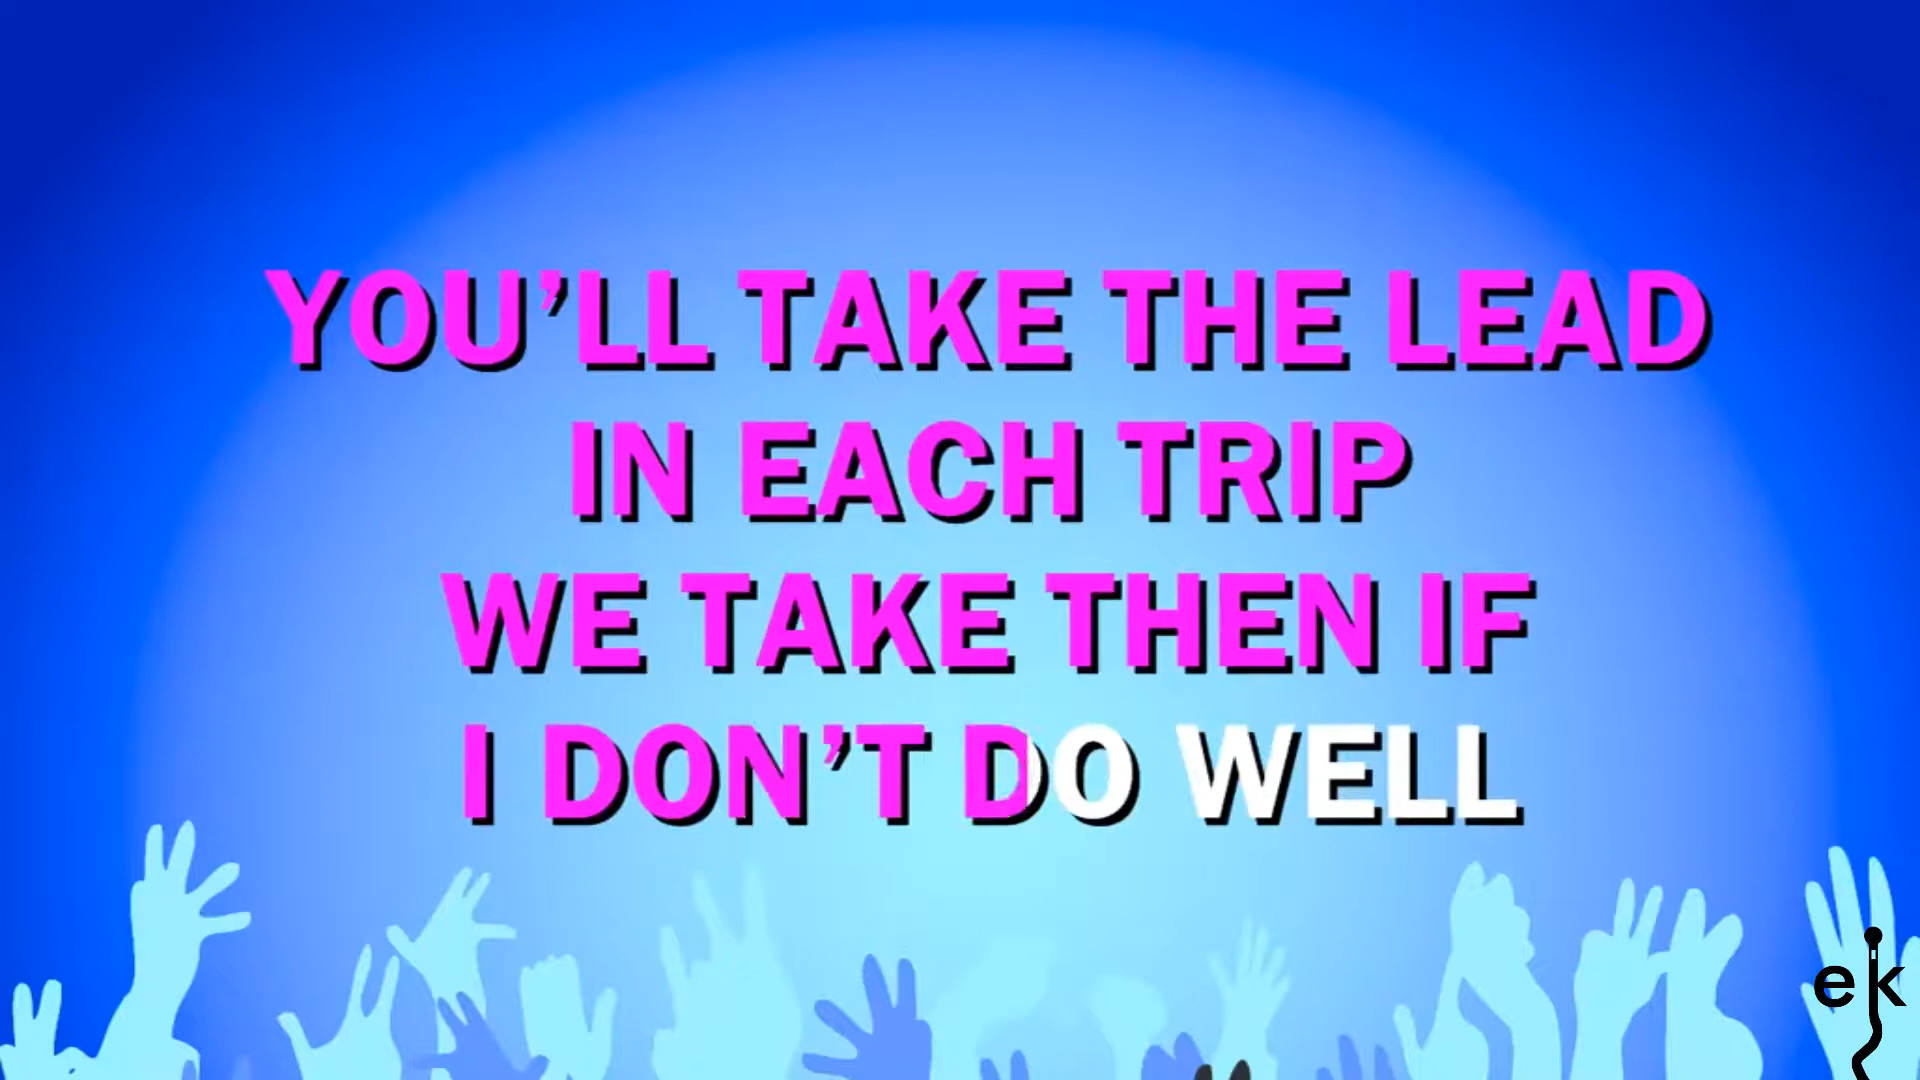 YOU'LL TAKE THE LEAD
IN EACH TRIP
WE TAKE THEN IF
I DON'T DO WELL
ek